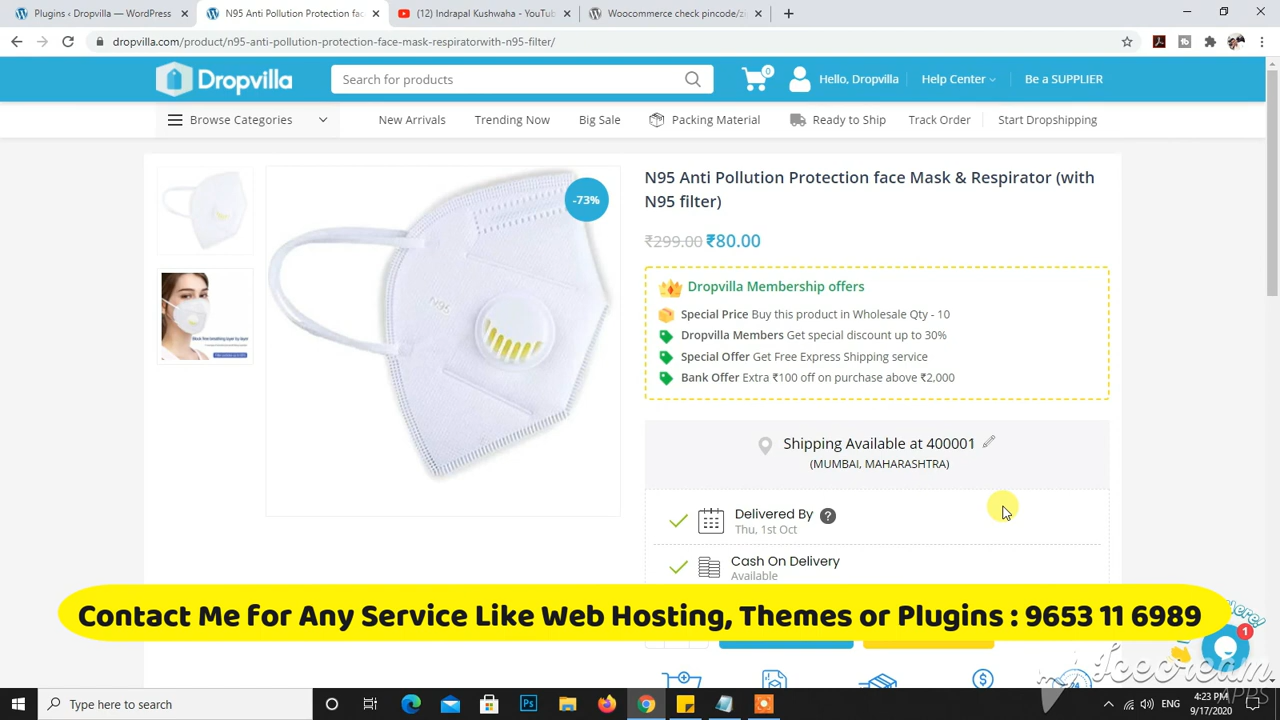 Plugins ‹ Dropvilla — WordPress
N95 Anti Pollution Protection fac
(12) Indrapal Kushwaha - YouTub
Woocommerce check pincode/z
dropvilla.com/product/n95-anti-pollution-protection-face-mask-respiratorwith-n95-filter/
Dropvilla
Search for products
0
Hello, Dropvilla
Help Center
Be a SUPPLIER
Browse Categories
New Arrivals
Trending Now
Big Sale
Packing Material
Ready to Ship
Track Order
Start Dropshipping
-73%
N95
N95 Anti Pollution Protection face Mask & Respirator (with
N95 filter)
₹299.00 ₹80.00
Dropvilla Membership offers
Special Price Buy this product in Wholesale Qty - 10
Dropvilla Members Get special discount up to 30%
Special Offer Get Free Express Shipping service
Bank Offer Extra ₹100 off on purchase above ₹2,000
Shipping Available at 400001
(MUMBAI, MAHARASHTRA)
Delivered By ?
Thu, 1st Oct
Cash On Delivery
Available
Contact Me for Any Service Like Web Hosting, Themes or Plugins : 9653 11 6989
1
Icecream
APPS
Type here to search
ENG
4:23 PM
9/17/2020